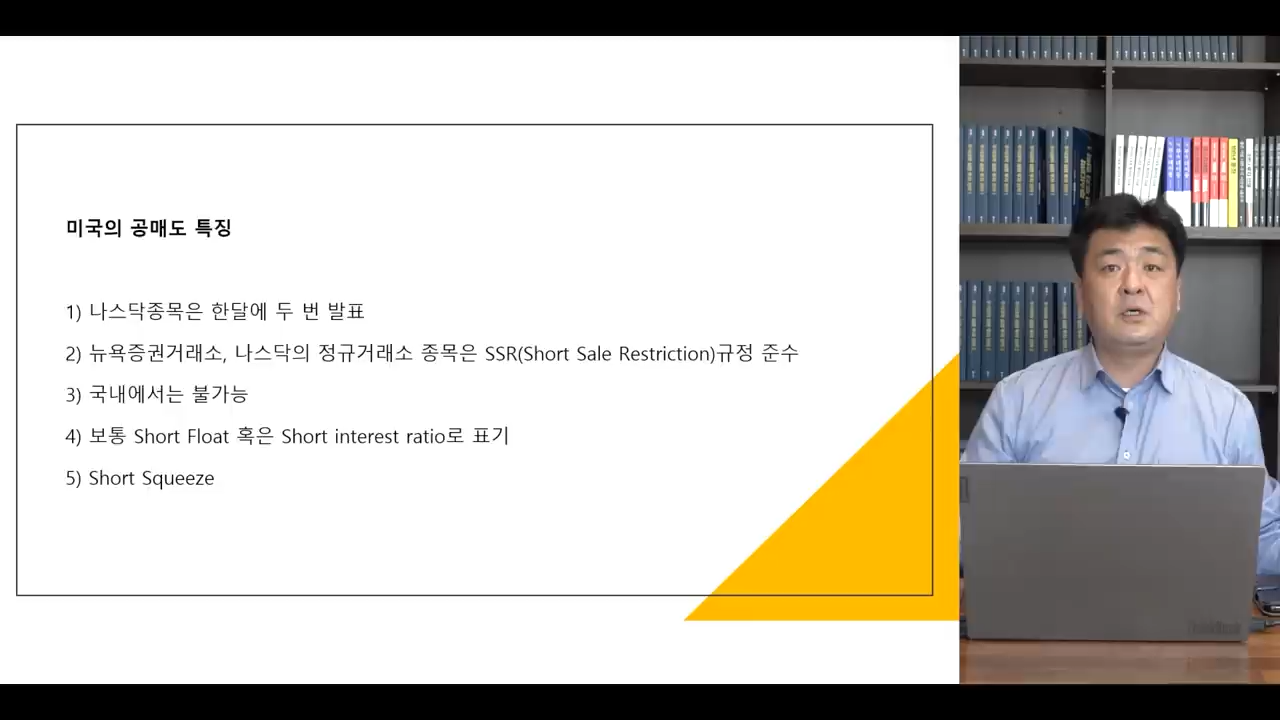 미국의 공매도 특징
1) 나스닥종목은 한달에 두 번 발표
2) 뉴욕증권거래소, 나스닥의 정규거래소 종목은 SSR(Short Sale Restriction)규정 준수
3) 국내에서는 불가능
4) 보통 Short Float 혹은 Short interest ratio로 표기
5) Short Squeeze